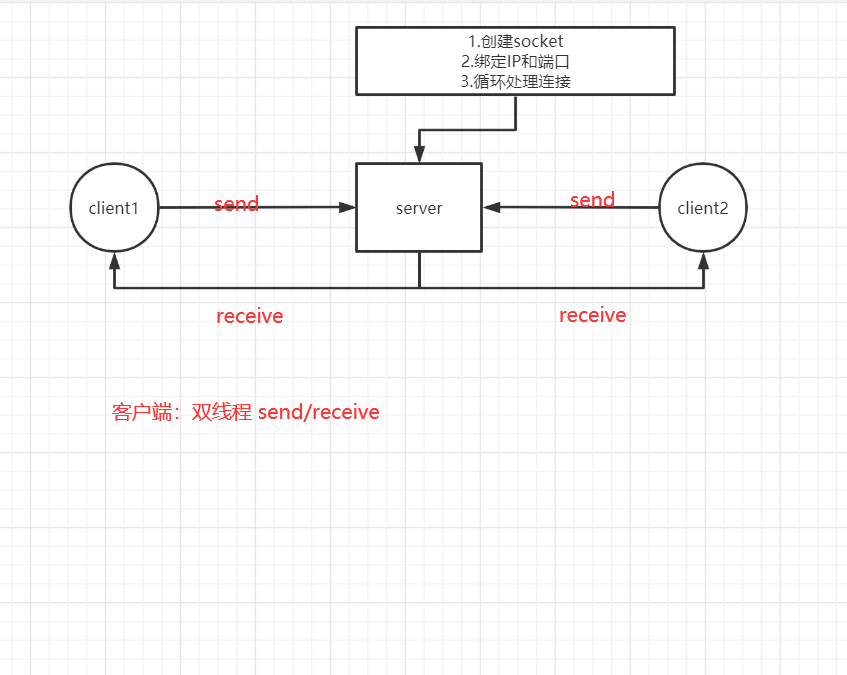 1.创建socket
2.绑定IP和端口
3.循环处理连接
client1
send
server
send
client2
receive
receive
客户端：双线程 send/receive